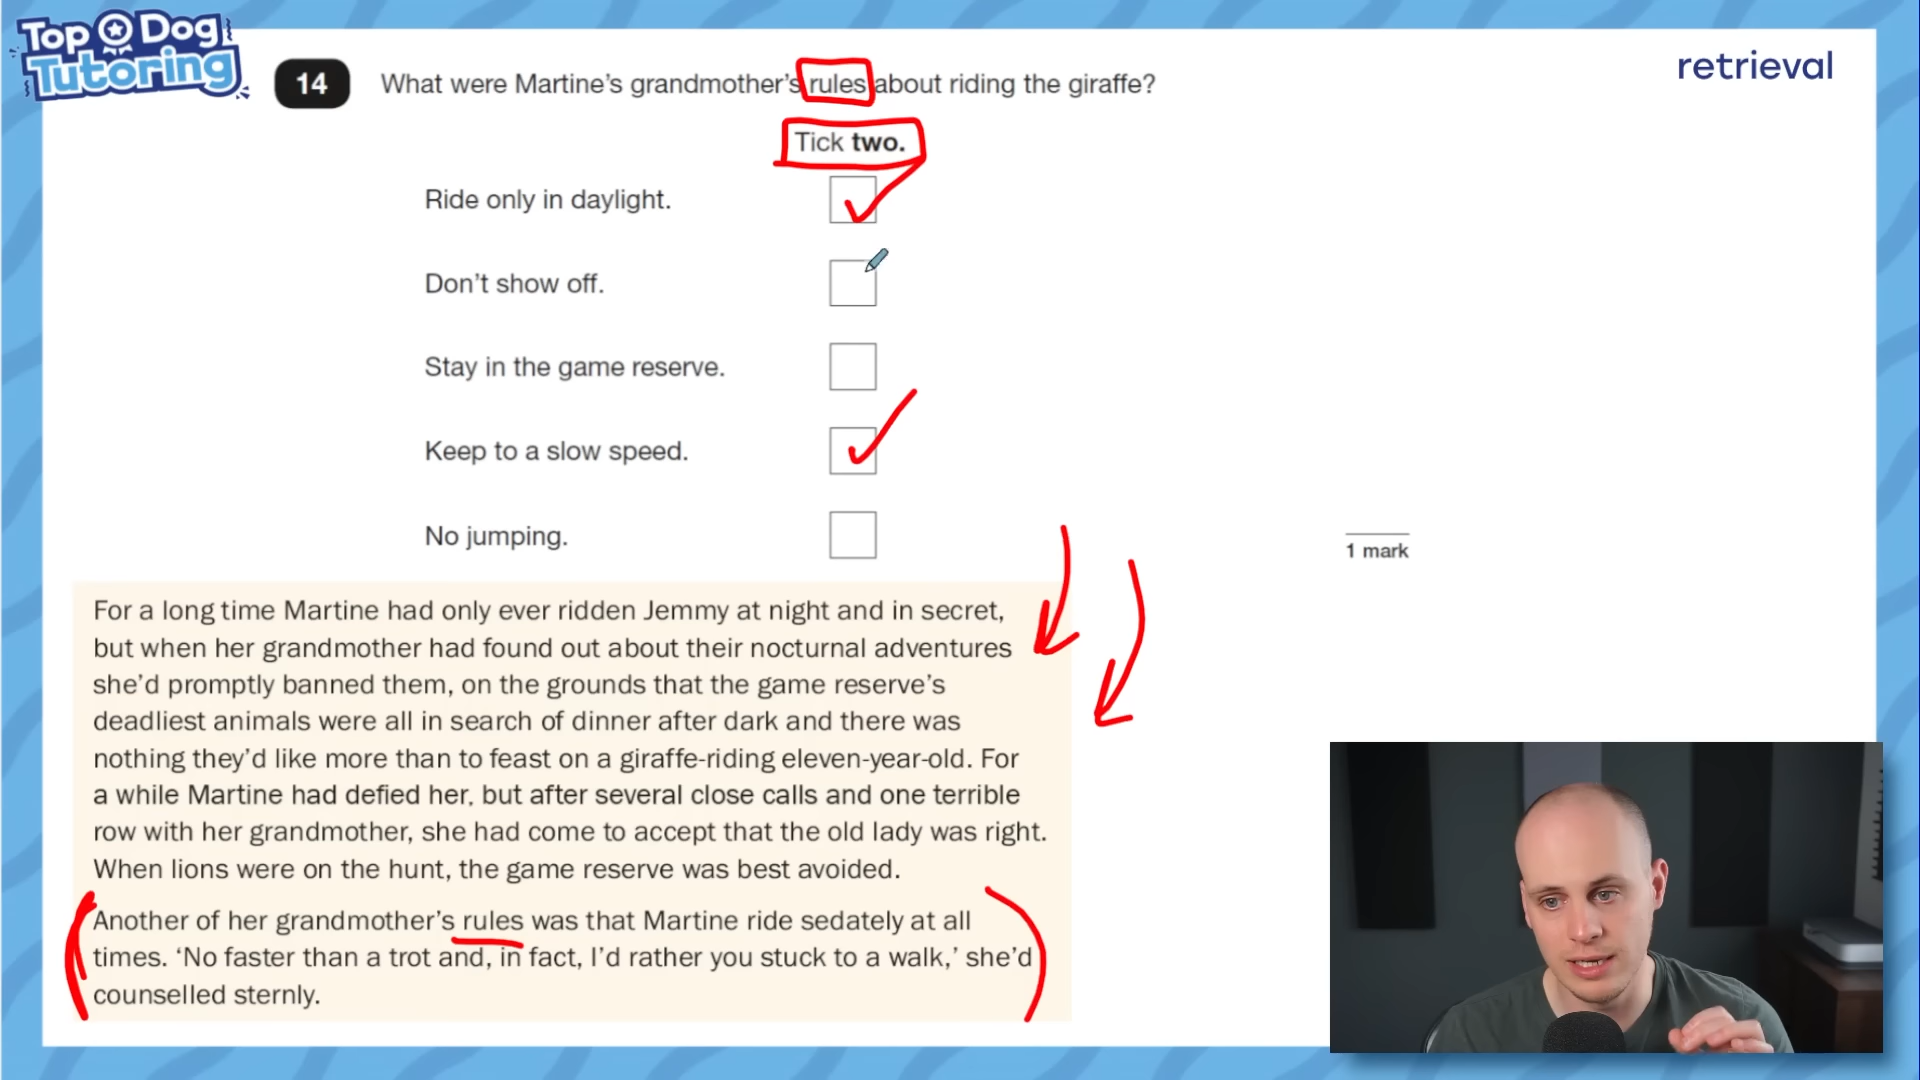 Top Dog
Tutoring
retrieval
14 What were Martine's grandmother's rules about riding the giraffe?
Tick two.
Ride only in daylight.
Don't show off.
Stay in the game reserve.
Keep to a slow speed.
No jumping.
1 mark
For a long time Martine had only ever ridden Jemmy at night and in secret,
but when her grandmother had found out about their nocturnal adventures
she'd promptly banned them, on the grounds that the game reserve's
deadliest animals were all in search of dinner after dark and there was
nothing they'd like more than to feast on a giraffe-riding eleven-year-old. For
a while Martine had defied her, but after several close calls and one terrible
row with her grandmother, she had come to accept that the old lady was right.
When lions were on the hunt, the game reserve was best avoided.
Another of her grandmother's rules was that Martine ride sedately at all
times. 'No faster than a trot and, in fact, I'd rather you stuck to a walk,' she'd
counselled sternly.